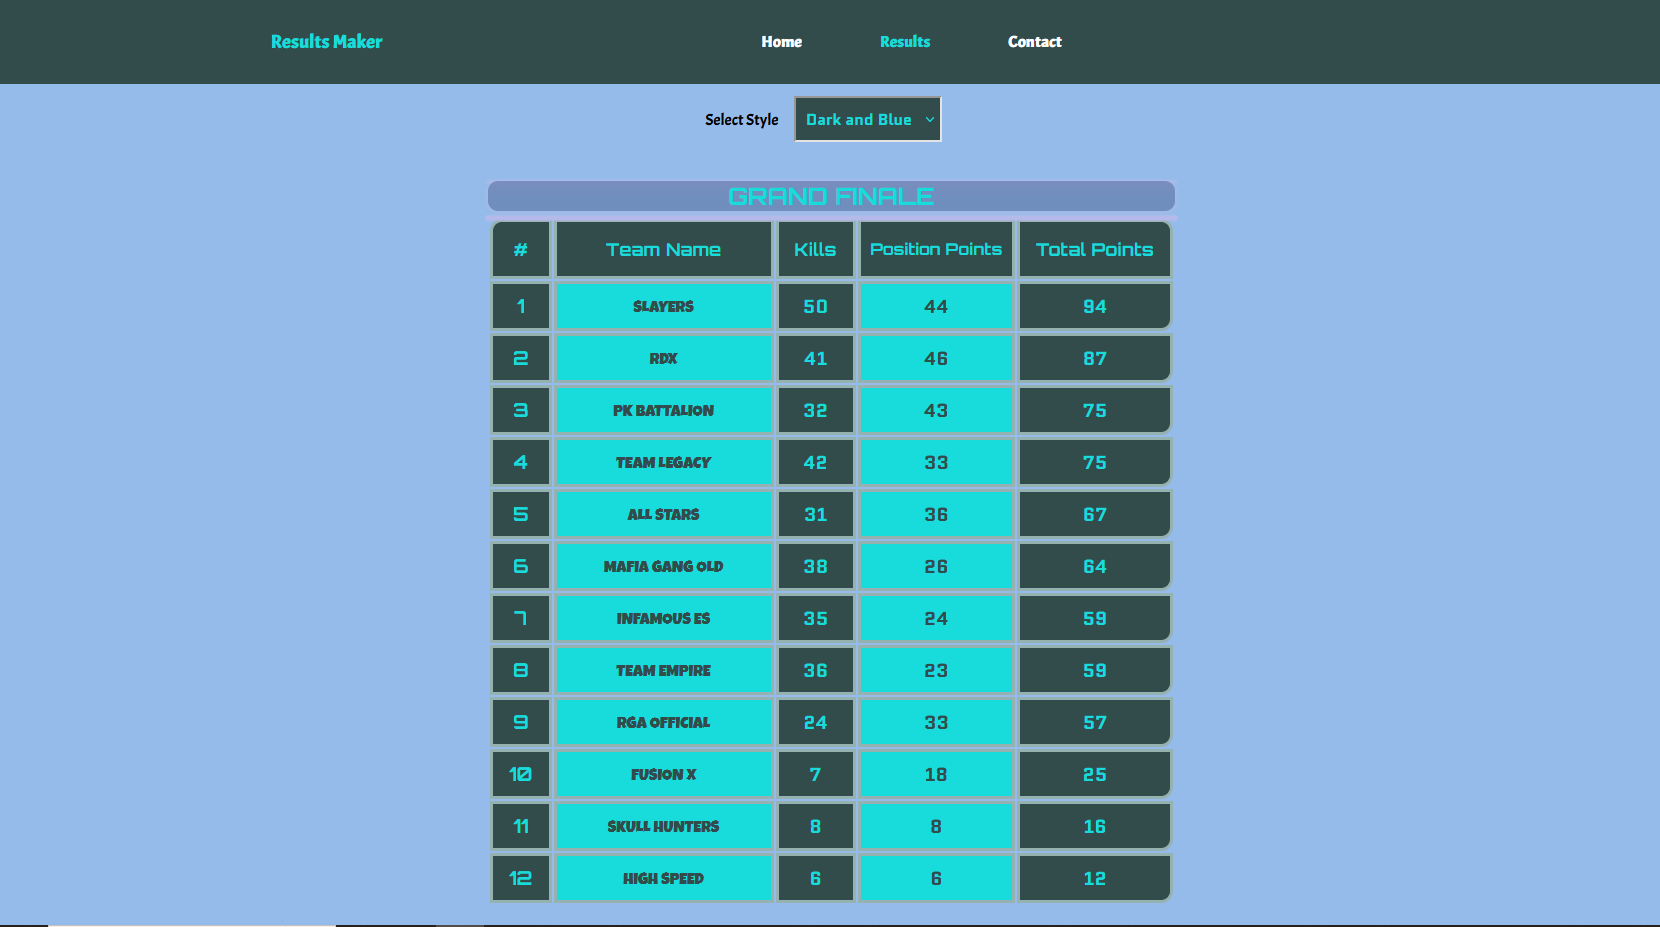 Results Maker Home Results Contact
Select Style Dark and Blue
GRAND FINALE
# Team Name Kills Position Points Total Points
1 SLAYERS 50 44 94
2 RDX 41 46 87
3 PK BATTALION 32 43 75
4 TEAM LEGACY 42 33 75
5 ALL STARS 31 36 67
6 MAFIA GANG OLD 38 26 64
7 INFAMOUS ES 35 24 59
8 TEAM EMPIRE 36 23 59
9 RGA OFFICIAL 24 33 57
10 FUSION X 7 18 25
11 SKULL HUNTERS 8 8 16
12 HIGH SPEED 6 6 12